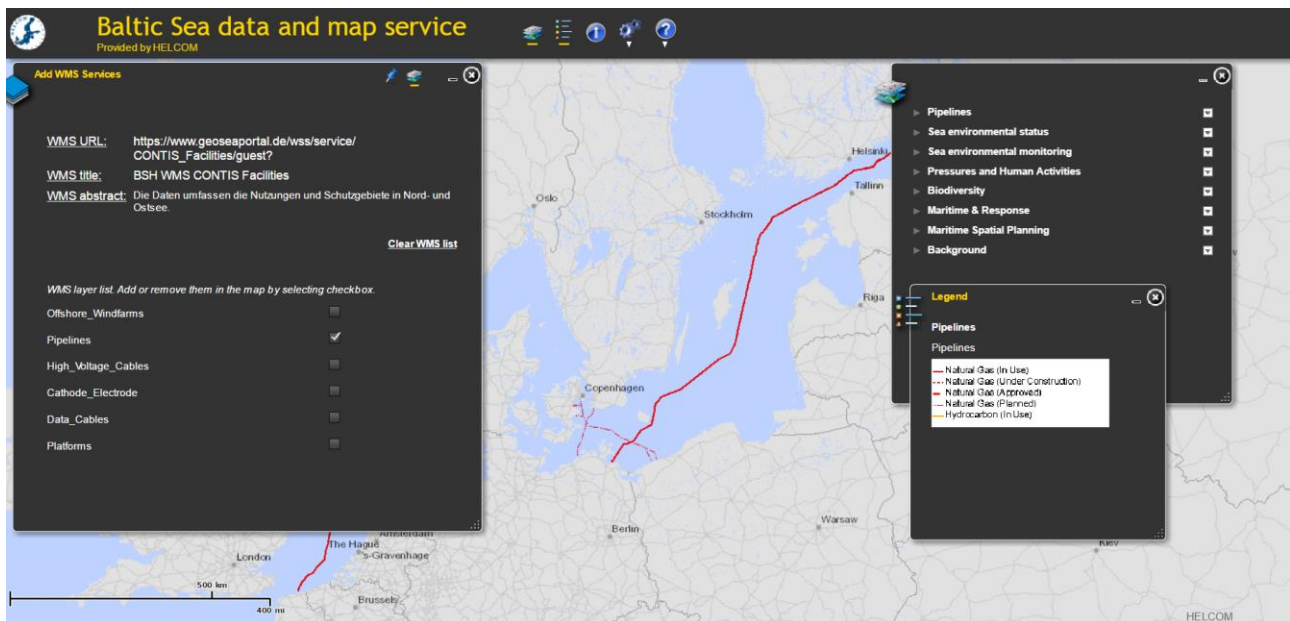 Baltic Sea data and map service
Provided by HELCOM
Add WMS Services
WMS URL: https://www.geoseaportal.de/wss/service/
CONTIS_Facilities/guest?
WMS title: BSH WMS CONTIS Facilities
WMS abstract: Die Daten umfassen die Nutzungen und Schutzgebiete in Nord- und
Ostsee.
Clear WMS list
WMS layer list. Add or remove them in the map by selecting checkbox.
Offshore_Windfarms
Pipelines
High_Voltage_Cables
Cathode_Electrode
Data_Cables
Platforms
Oslo
Stockholm
Helsinki
Tallinn
Riga
Copenhagen
Berlin
Warsaw
Kiev
Amsterdam
The Hague
's-Gravenhage
London
Brussels
500 km
400 mi
Pipelines
Sea environmental status
Sea environmental monitoring
Pressures and Human Activities
Biodiversity
Maritime & Response
Maritime Spatial Planning
Background
Legend
Pipelines
Pipelines
Natural Gas (In Use)
Natural Gas (Under Construction)
Natural Gas (Approved)
Natural Gas (Planned)
Hydrocarbon (In Use)
HELCOM